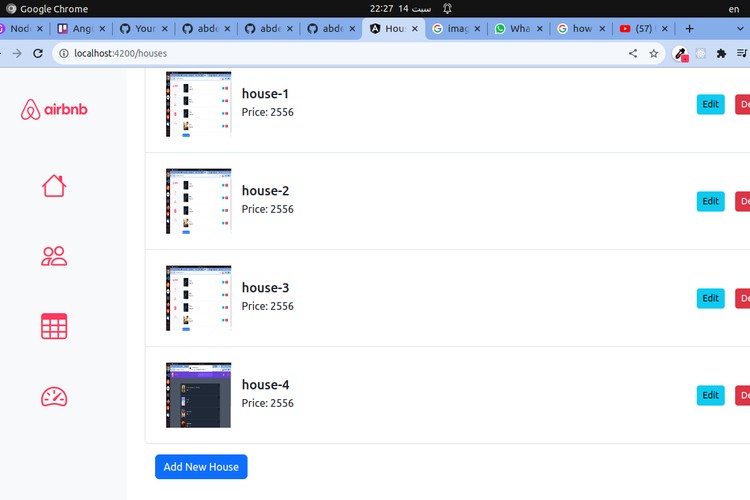 Google Chrome
22:27 14 سبت
en
Node
Ang
Your
abde
abde
abde
Hous
imag
Wha
how
(57)
localhost:4200/houses
airbnb
house-1
Price: 2556
Edit
De
house-2
Price: 2556
Edit
De
house-3
Price: 2556
Edit
De
house-4
Price: 2556
Edit
De
Add New House